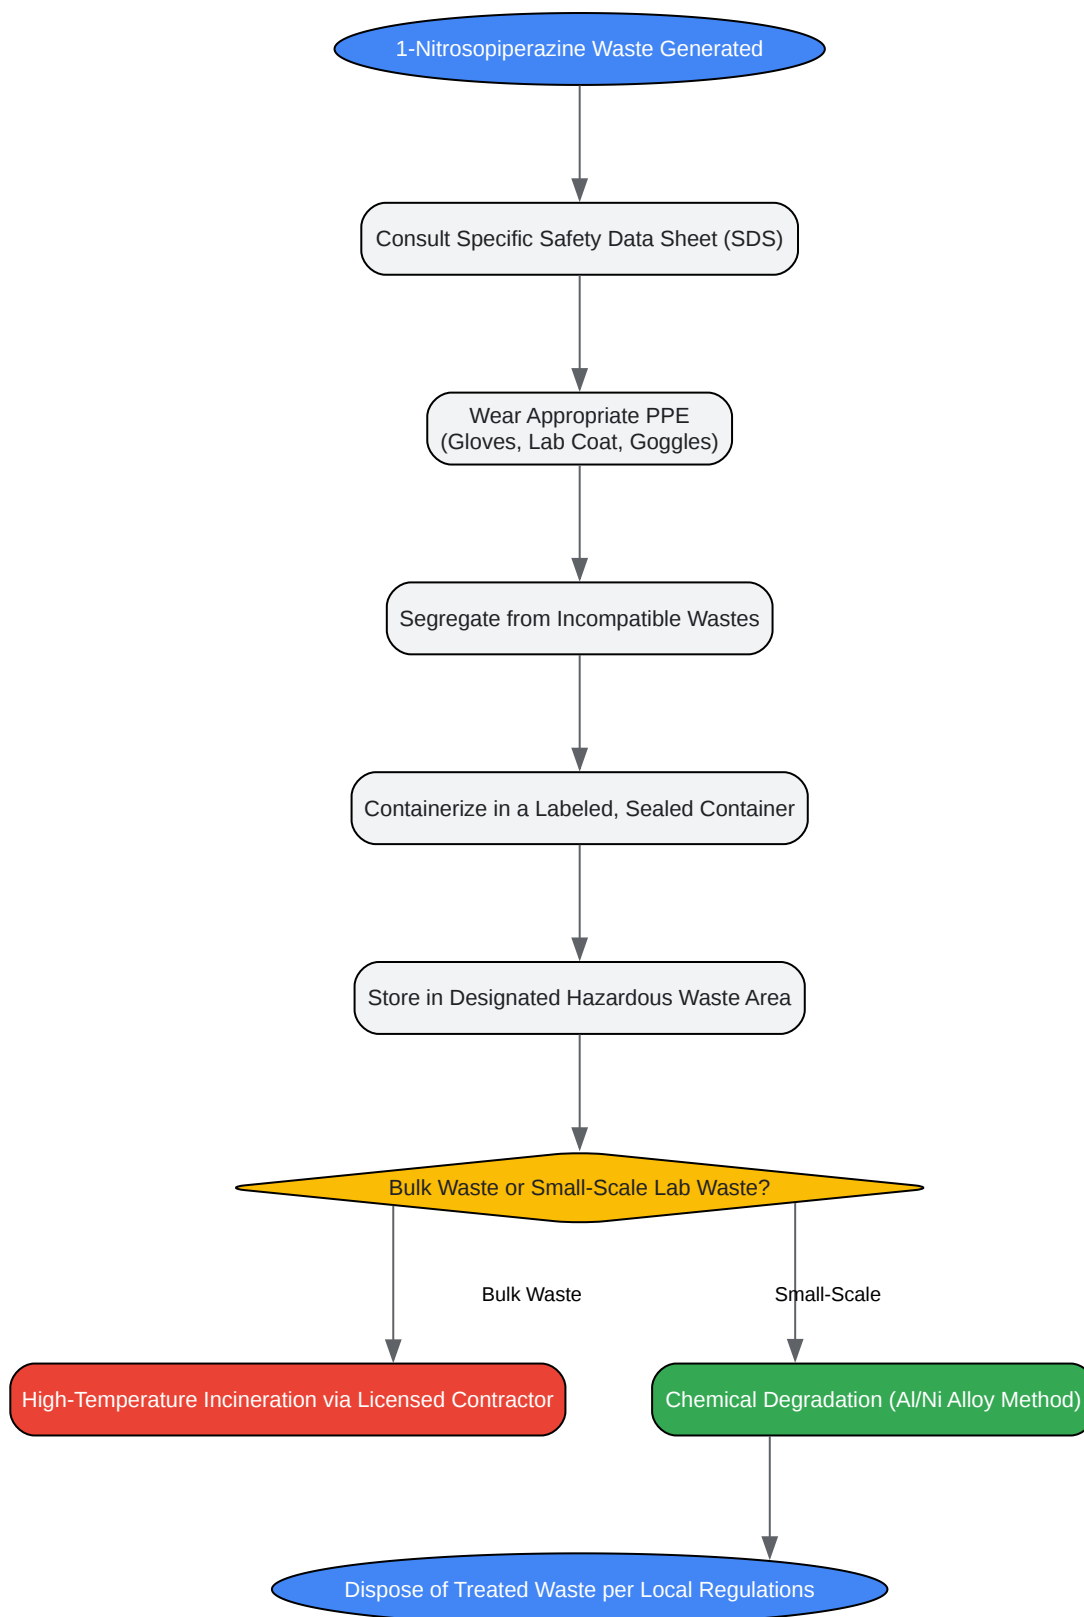 1-Nitrosopiperazine Waste Generated
Consult Specific Safety Data Sheet (SDS)
Wear Appropriate PPE
(Gloves, Lab Coat, Goggles)
Segregate from Incompatible Wastes
Containerize in a Labeled, Sealed Container
Store in Designated Hazardous Waste Area
Bulk Waste or Small-Scale Lab Waste?
Bulk Waste
Small-Scale
High-Temperature Incineration via Licensed Contractor
Chemical Degradation (Al/Ni Alloy Method)
Dispose of Treated Waste per Local Regulations